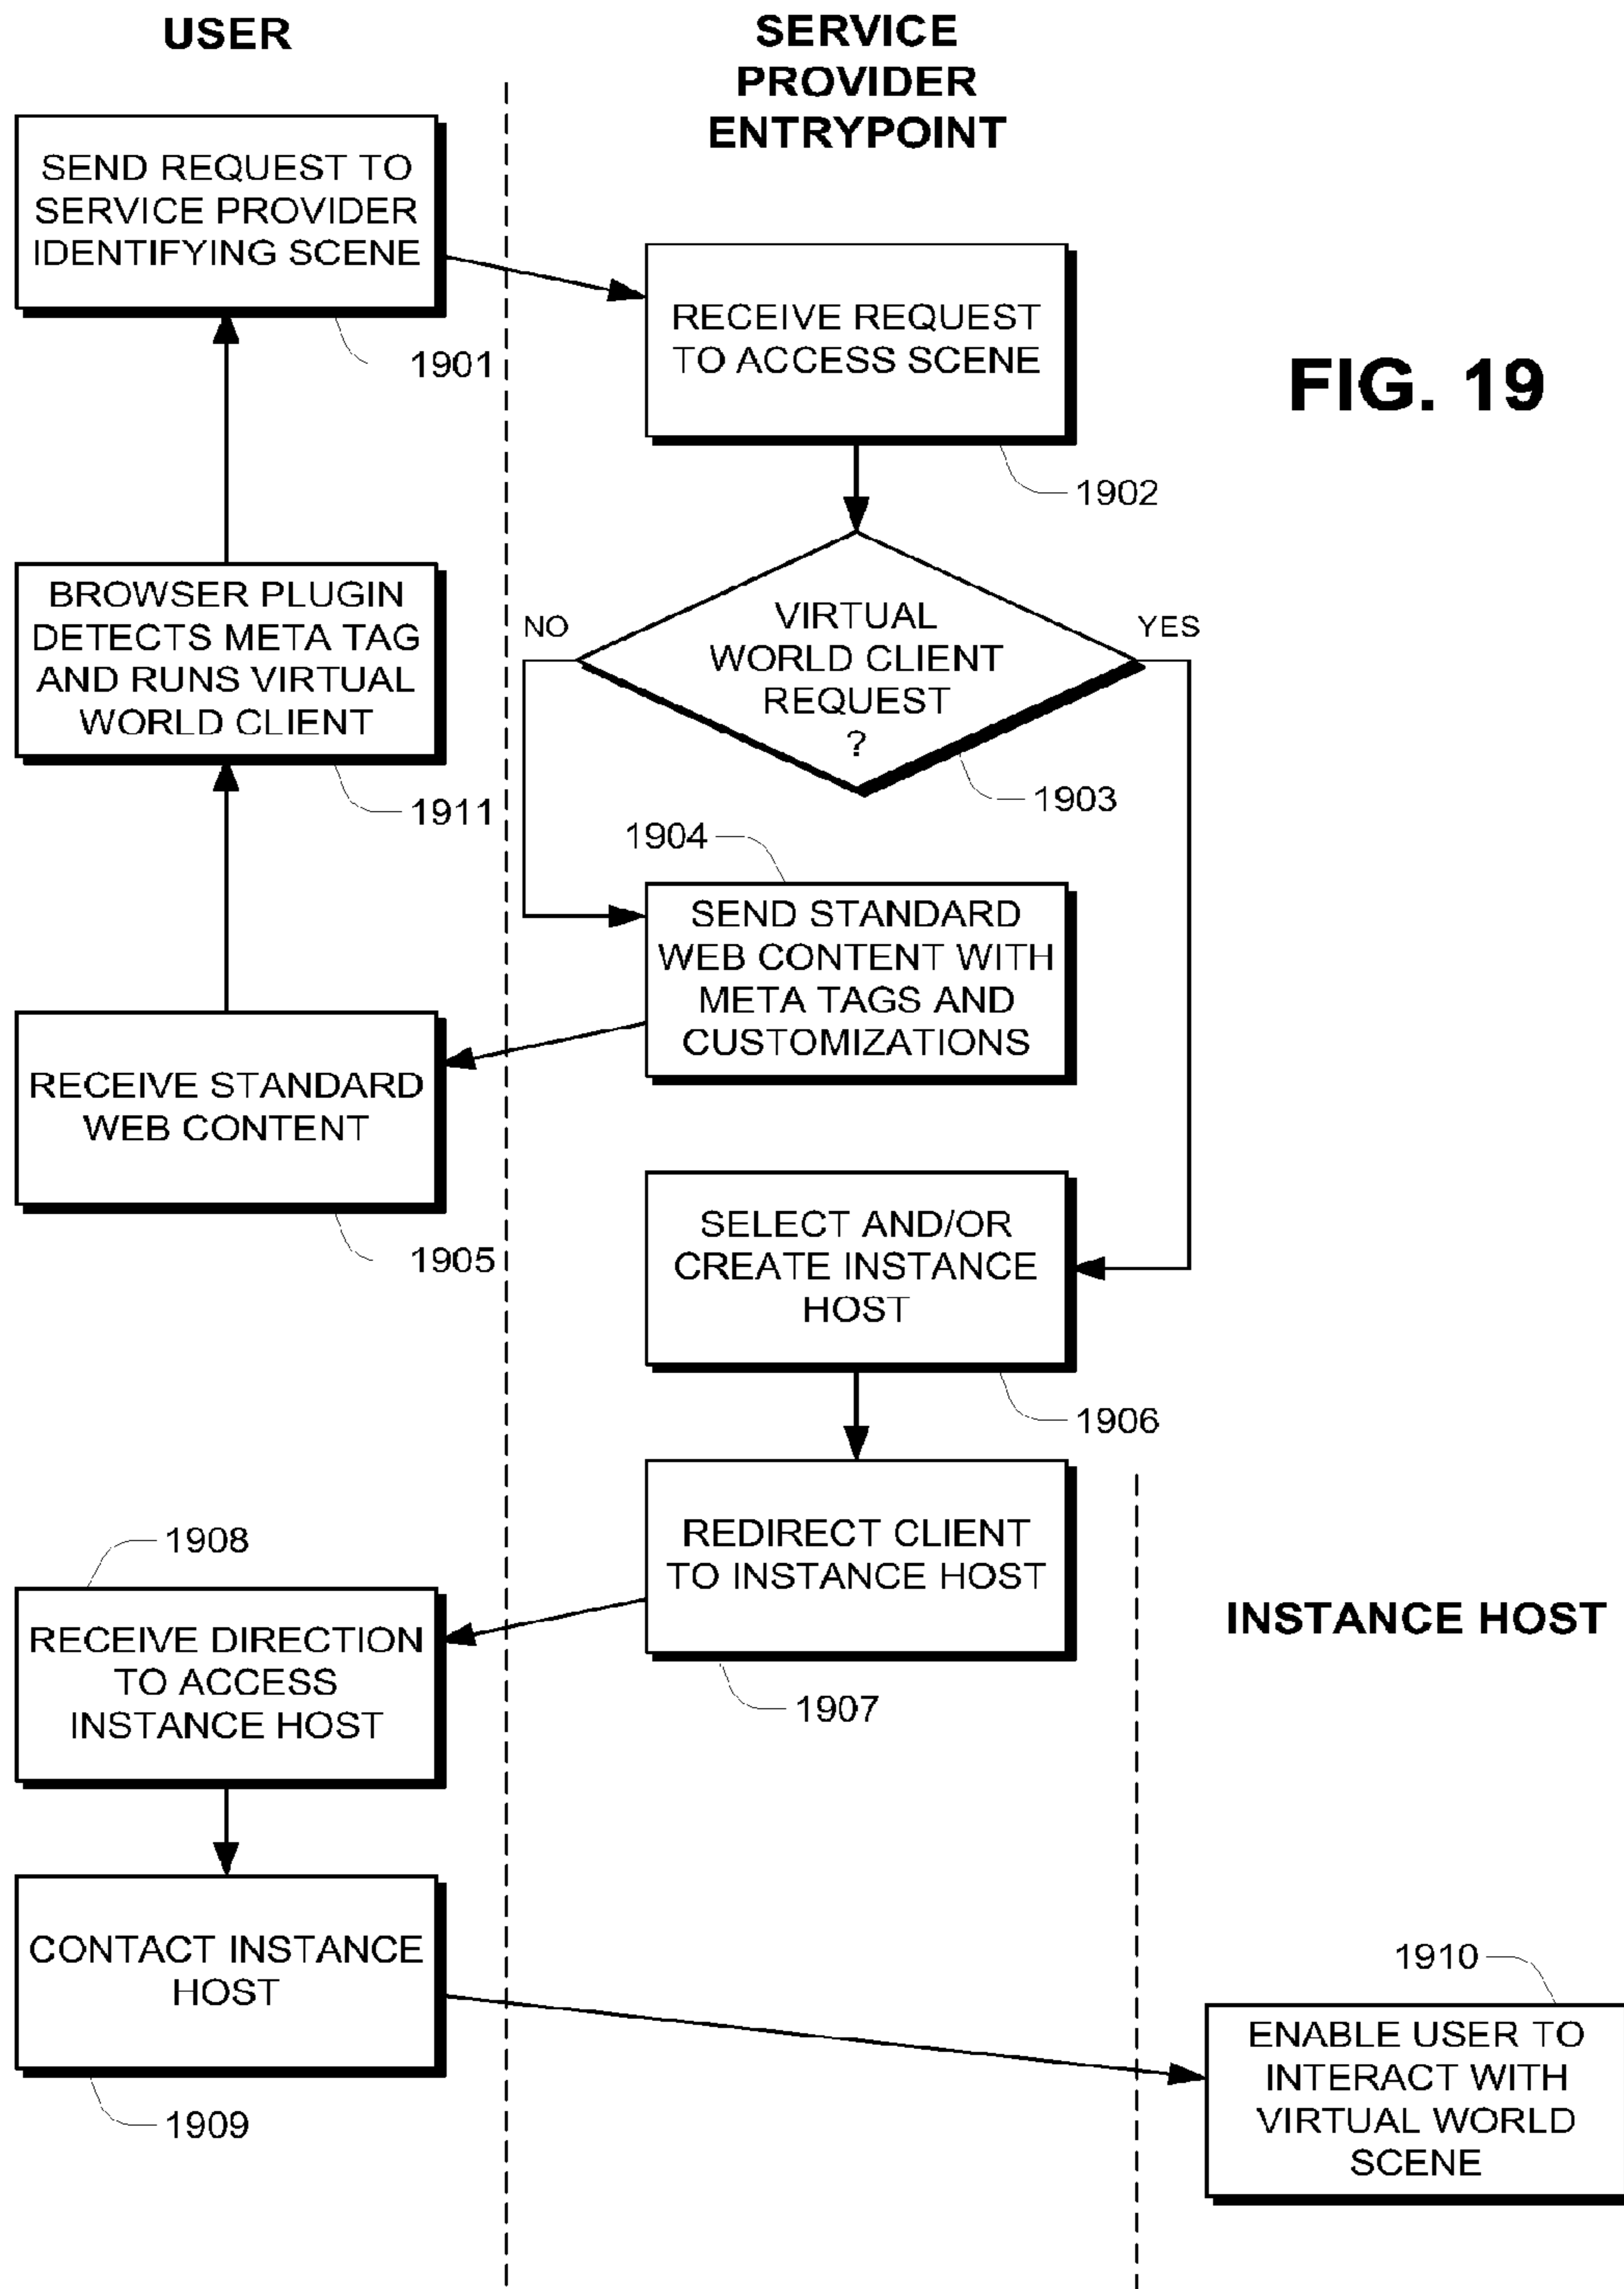 USER
SERVICE
PROVIDER
ENTRYPOINT
SEND REQUEST TO
SERVICE PROVIDER
IDENTIFYING SCENE
1901
RECEIVE REQUEST
TO ACCESS SCENE
1902
FIG. 19
BROWSER PLUGIN
DETECTS META TAG
AND RUNS VIRTUAL
WORLD CLIENT
1911
NO
VIRTUAL
WORLD CLIENT
REQUEST
?
YES
1903
1904
SEND STANDARD
WEB CONTENT WITH
META TAGS AND
CUSTOMIZATIONS
RECEIVE STANDARD
WEB CONTENT
1905
SELECT AND/OR
CREATE INSTANCE
HOST
1906
REDIRECT CLIENT
TO INSTANCE HOST
1907
INSTANCE HOST
1908
RECEIVE DIRECTION
TO ACCESS
INSTANCE HOST
CONTACT INSTANCE
HOST
1909
1910
ENABLE USER TO
INTERACT WITH
VIRTUAL WORLD
SCENE